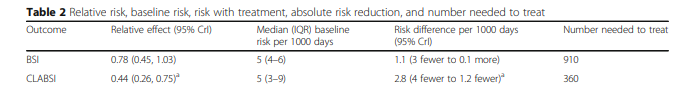 Table 2 Relative risk, baseline risk, risk with treatment, absolute risk reduction, and number needed to treat
Outcome Relative effect (95% CrI) Median (IQR) baseline risk per 1000 days Risk difference per 1000 days (95% CrI) Number needed to treat
BSI 0.78 (0.45, 1.03) 5 (4–6) 1.1 (3 fewer to 0.1 more) 910
CLABSI 0.44 (0.26, 0.75)a 5 (3–9) 2.8 (4 fewer to 1.2 fewer)a 360